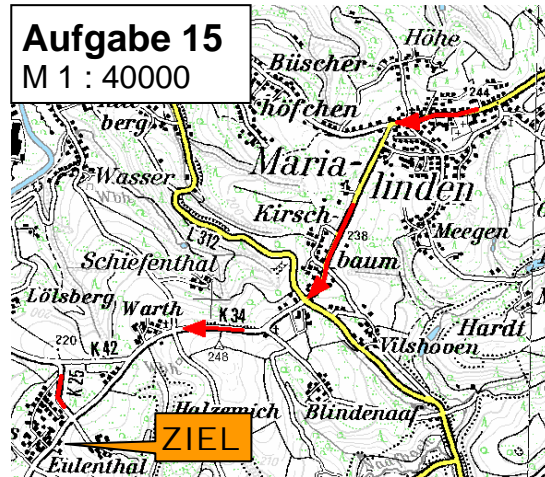 Aufgabe 15
M 1 : 40000
Höhe
Büscher-
höfchen
244
berg
Maria-
linden
Wasser
Kirsch-
baum
238
Meegen
L 312
Schiefenthal
Lölsberg
Warth
K 34
Hardt
220
K 42
248
Vilshoven
K 25
Holzemich
Blindenaaf
ZIEL
Eulenthal